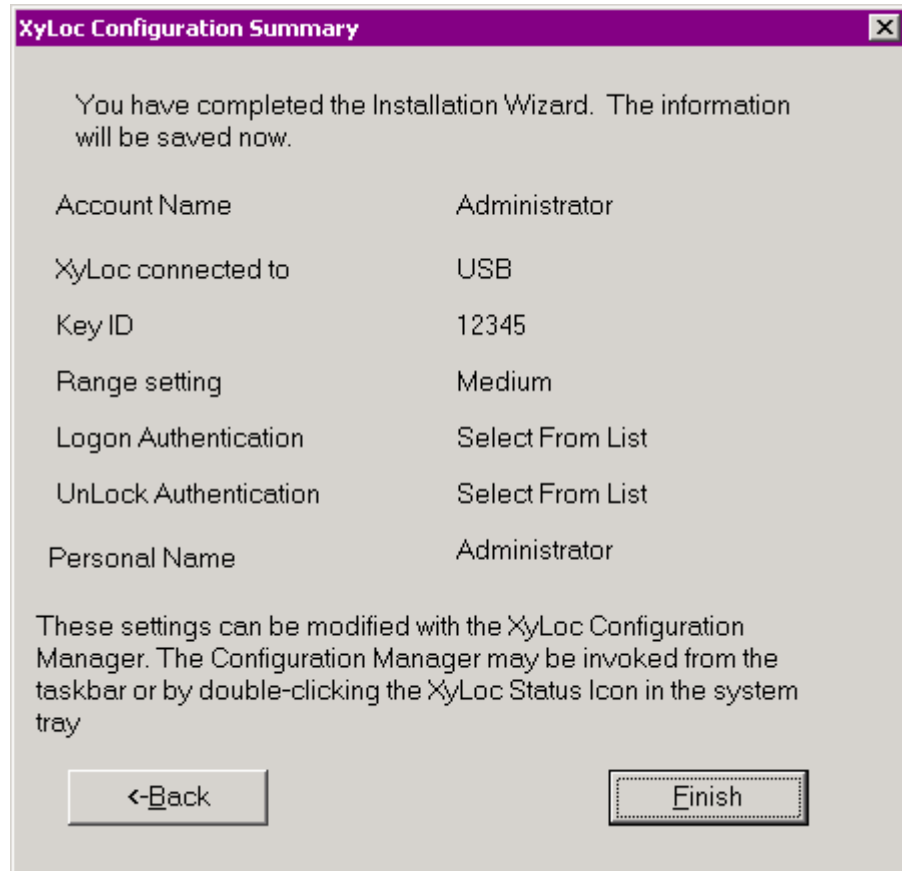 XyLoc Configuration Summary
You have completed the Installation Wizard.  The information
will be saved now.
Account Name Administrator
XyLoc connected to USB
Key ID 12345
Range setting Medium
Logon Authentication Select From List
UnLock Authentication Select From List
Personal Name Administrator
These settings can be modified with the XyLoc Configuration
Manager. The Configuration Manager may be invoked from the
taskbar or by double-clicking the XyLoc Status Icon in the system
tray
<-Back Finish